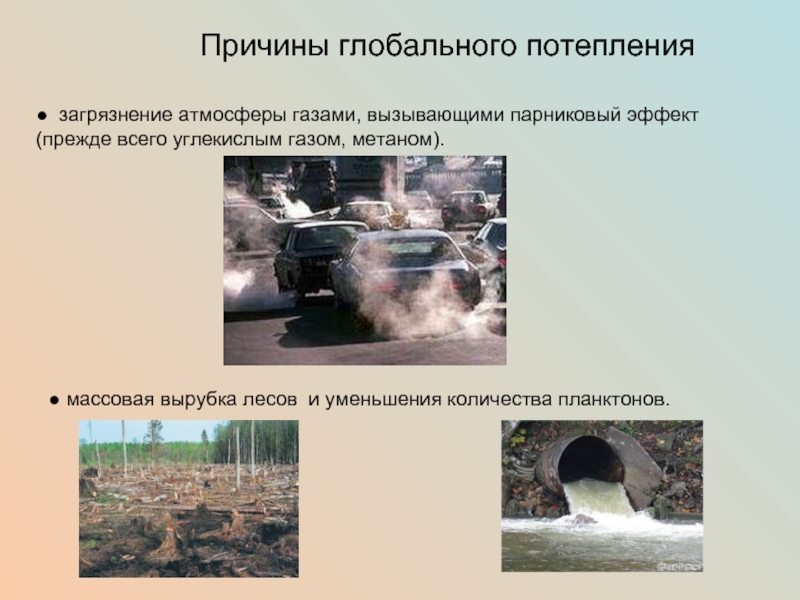 Причины глобального потепления
● загрязнение атмосферы газами, вызывающими парниковый эффект
(прежде всего углекислым газом, метаном).
● массовая вырубка лесов и уменьшения количества планктонов.